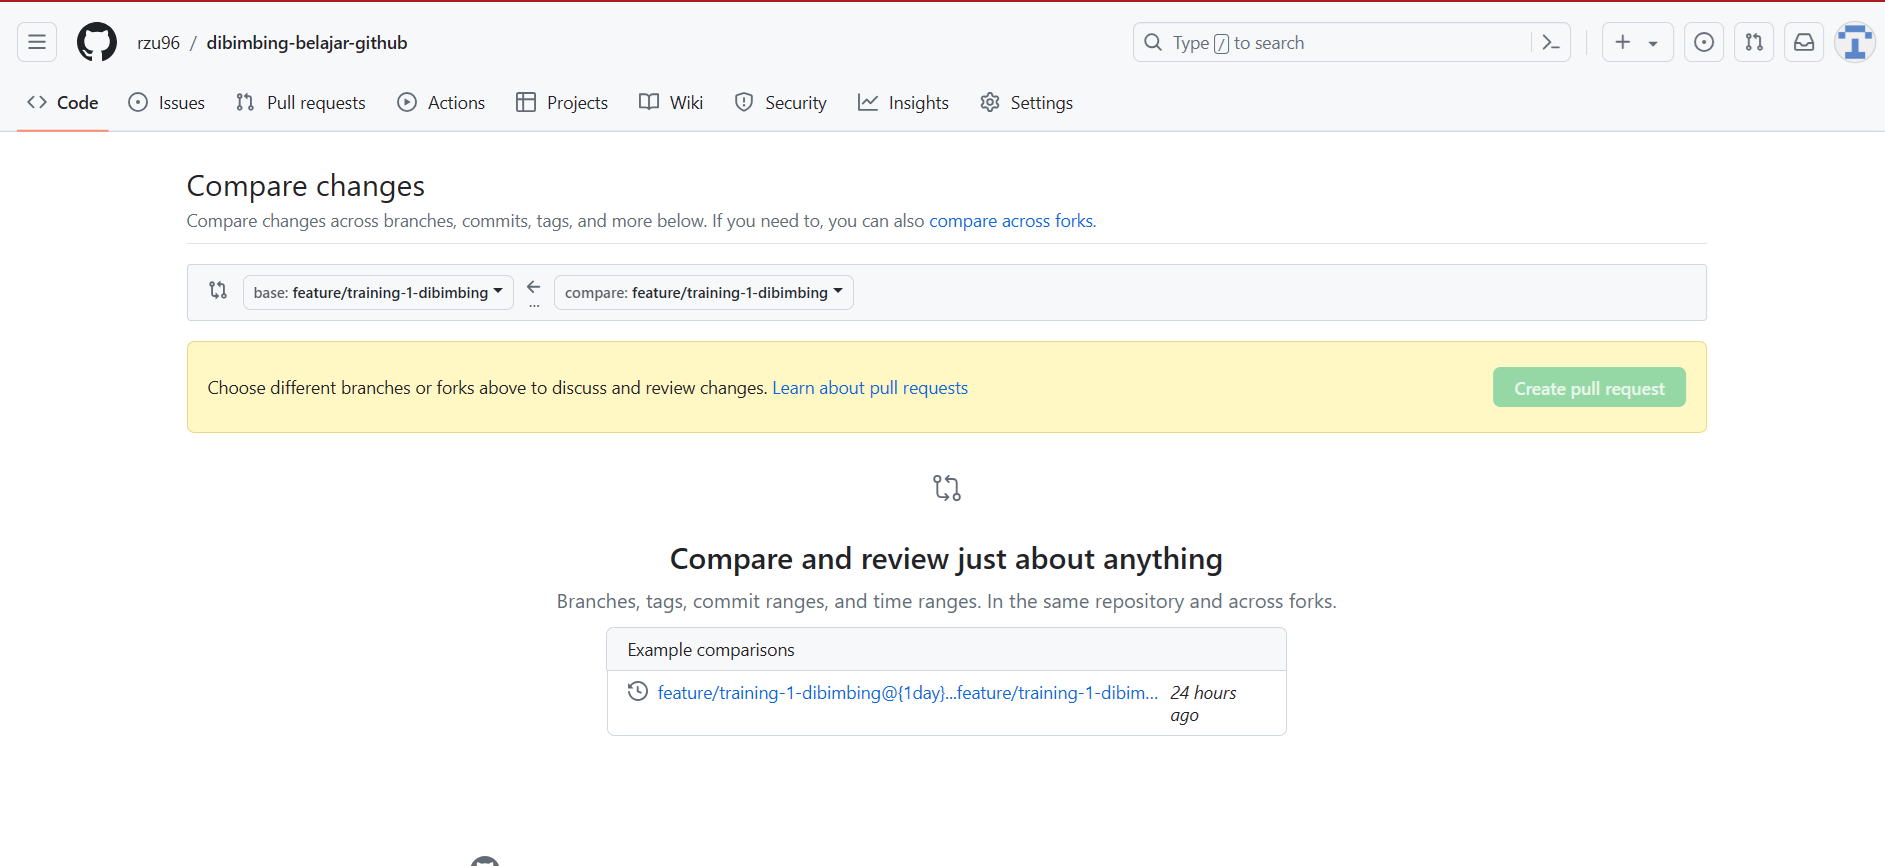 rzu96 / dibimbing-belajar-github
Type / to search
Code Issues Pull requests Actions Projects Wiki Security Insights Settings
Compare changes
Compare changes across branches, commits, tags, and more below. If you need to, you can also compare across forks.
base: feature/training-1-dibimbing ... compare: feature/training-1-dibimbing
Choose different branches or forks above to discuss and review changes. Learn about pull requests
Create pull request
Compare and review just about anything
Branches, tags, commit ranges, and time ranges. In the same repository and across forks.
Example comparisons
feature/training-1-dibimbing@{1day}...feature/training-1-dibim... 24 hours
ago